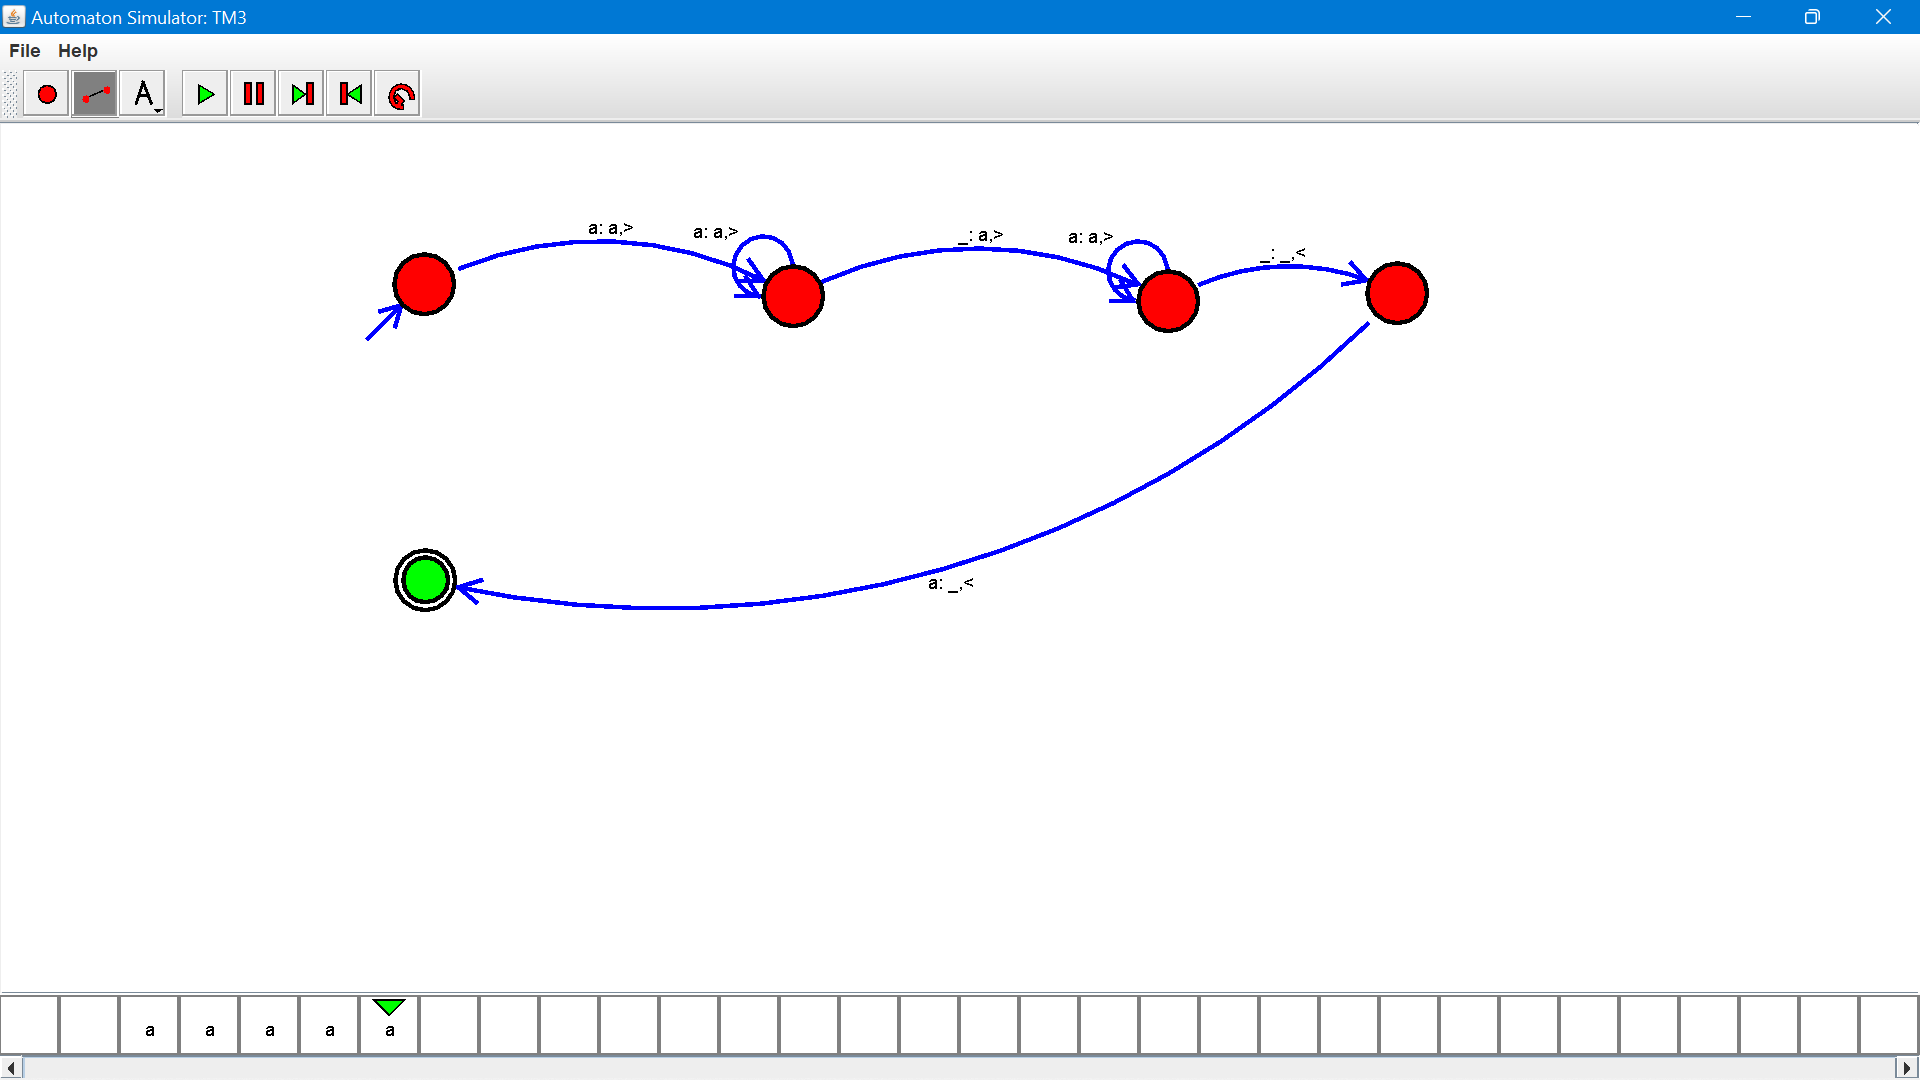 Automaton Simulator: TM3
File Help
A
a: a,>
a: a,>
_: a,>
a: a,>
_: _,<
a: _,<
a a a a a